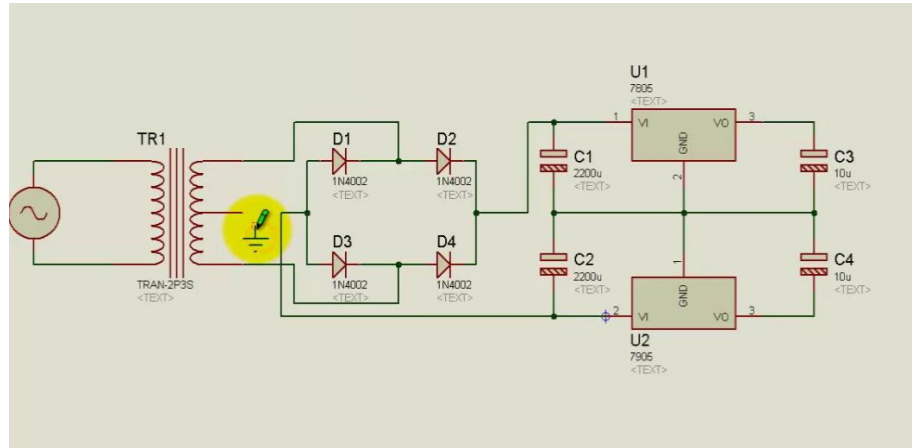 U1
7805
<TEXT>
1 VI VO 3
GND
2
TR1
D1 D2
1N4002 1N4002
<TEXT> <TEXT>
C1
2200u
<TEXT>
C3
10u
<TEXT>
D3 D4
1N4002 1N4002
<TEXT> <TEXT>
C2
2200u
<TEXT>
C4
10u
<TEXT>
TRAN-2P3S
<TEXT>
1
GND
2 VI VO 3
U2
7905
<TEXT>